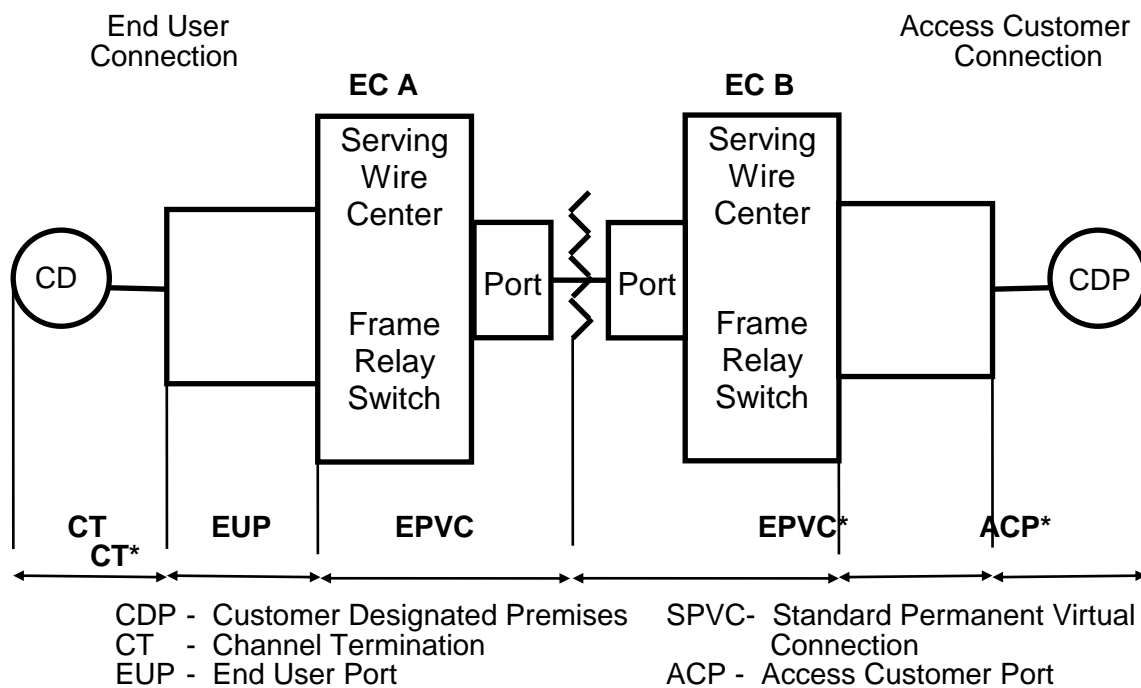 End User
Connection
Access Customer
Connection
EC A
EC B
Serving
Wire
Center
Frame
Relay
Switch
Serving
Wire
Center
Frame
Relay
Switch
CD
Port
Port
CDP
CT
CT*
EUP
EPVC
EPVC*
ACP*
CDP - Customer Designated Premises
CT - Channel Termination
EUP - End User Port
SPVC- Standard Permanent Virtual
Connection
ACP - Access Customer Port